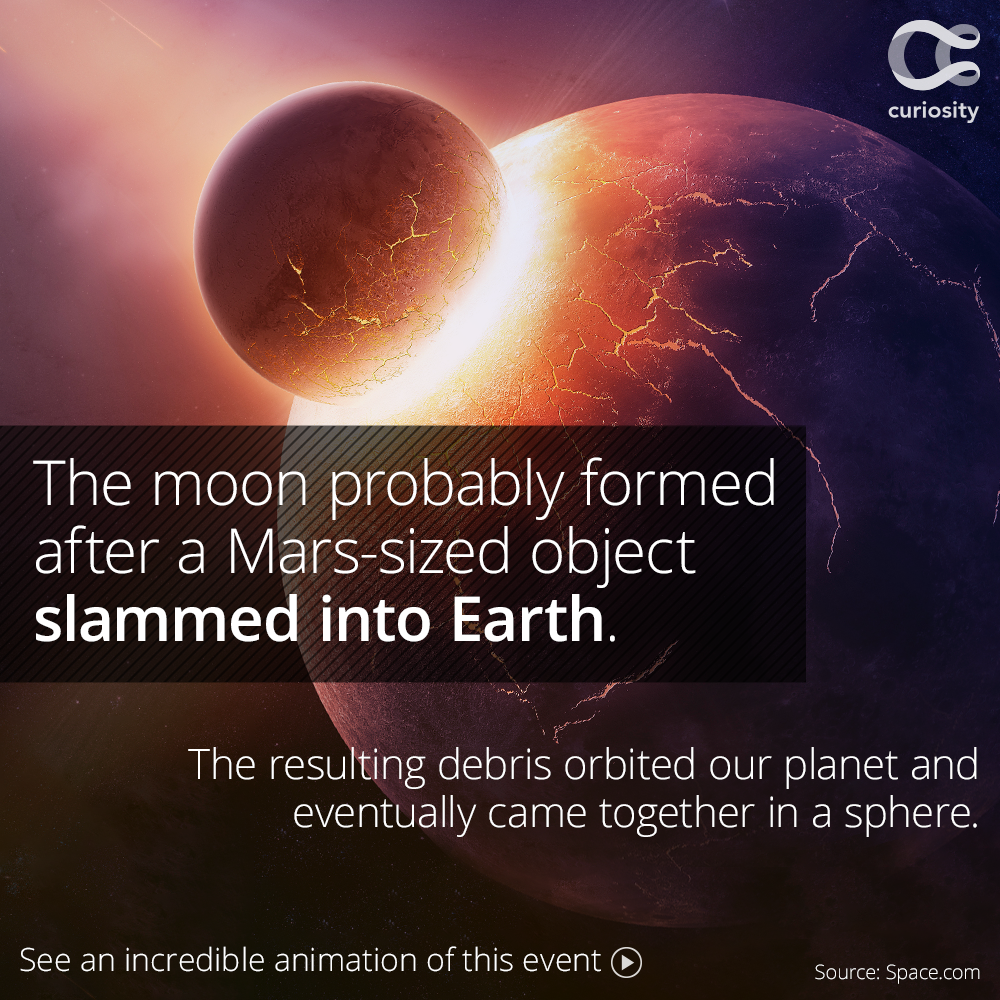 curiosity
The moon probably formed
after a Mars-sized object
slammed into Earth.
The resulting debris orbited our planet and
eventually came together in a sphere.
See an incredible animation of this event
Source: Space.com